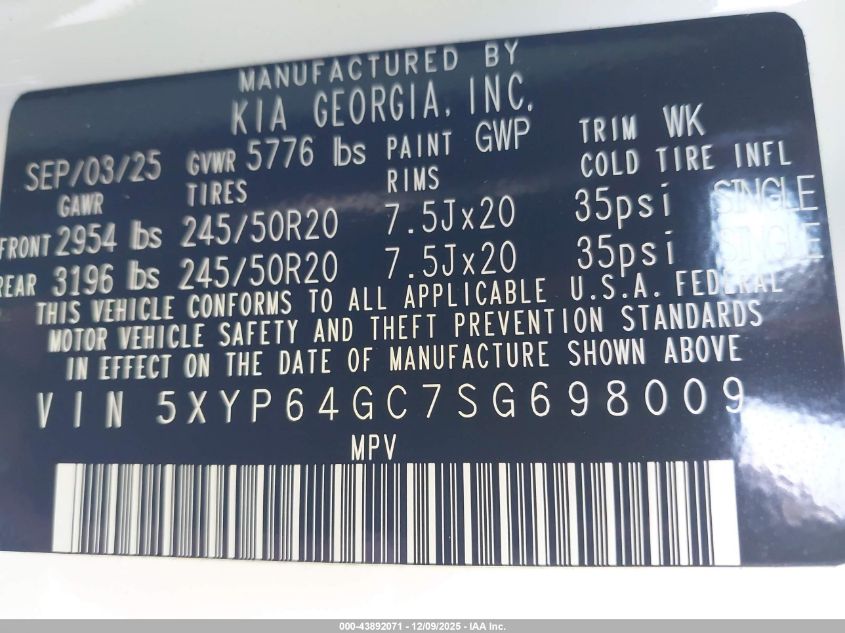 MANUFACTURED BY
KIA GEORGIA, INC.
SEP/03/25 GVWR 5776 lbs PAINT GWP TRIM WK
GAWR TIRES RIMS COLD TIRE INFL
FRONT 2954 lbs 245/50R20 7.5Jx20 35psi SINGLE
REAR 3196 lbs 245/50R20 7.5Jx20 35psi SINGLE
THIS VEHICLE CONFORMS TO ALL APPLICABLE U.S.A. FEDERAL
MOTOR VEHICLE SAFETY AND THEFT PREVENTION STANDARDS
IN EFFECT ON THE DATE OF MANUFACTURE SHOWN ABOVE
VIN 5XYP64GC7SG698009
MPV
000-43892071 - 12/09/2025 - IAA Inc.